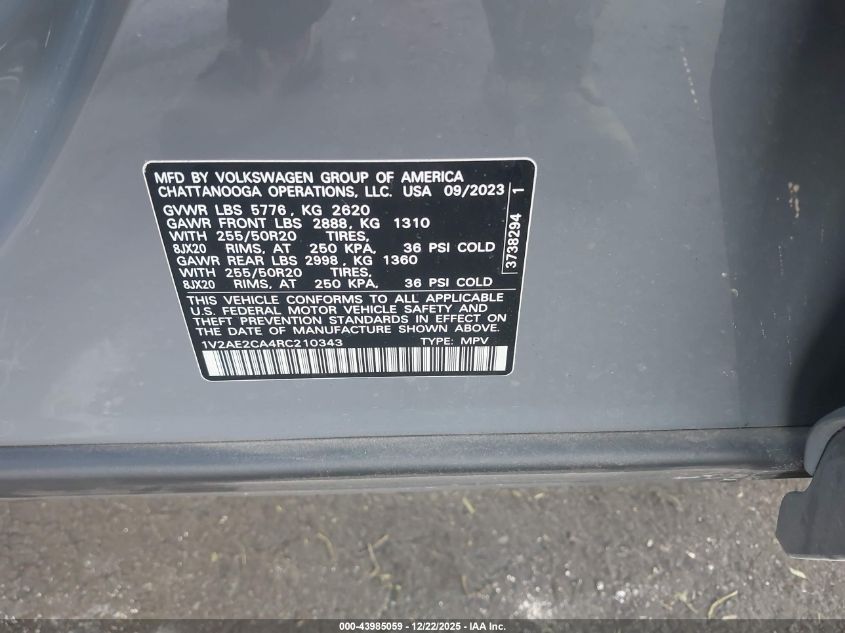 MFD BY VOLKSWAGEN GROUP OF AMERICA
CHATTANOOGA OPERATIONS, LLC. USA 09/2023
GVWR LBS 5776 , KG 2620
GAWR FRONT LBS 2888, KG 1310
WITH 255/50R20 TIRES,
8JX20 RIMS, AT 250 KPA, 36 PSI COLD
GAWR REAR LBS 2998, KG 1360
WITH 255/50R20 TIRES,
8JX20 RIMS, AT 250 KPA, 36 PSI COLD
THIS VEHICLE CONFORMS TO ALL APPLICABLE
U.S. FEDERAL MOTOR VEHICLE SAFETY AND
THEFT PREVENTION STANDARDS IN EFFECT ON
THE DATE OF MANUFACTURE SHOWN ABOVE.
1V2AE2CA4RC210343 TYPE: MPV
3738294 1
000-43985059 - 12/22/2025 - IAA Inc.